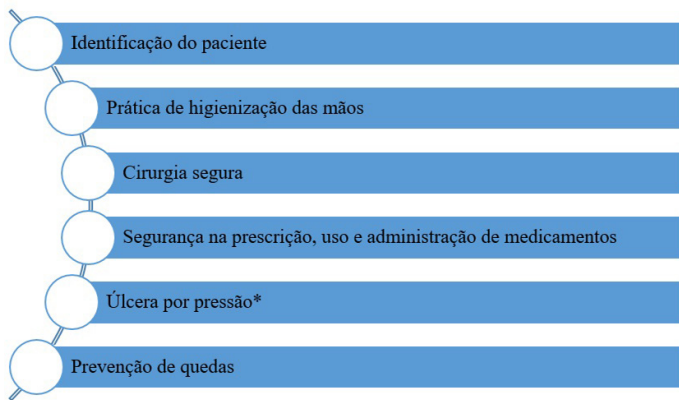 Identificação do paciente
Prática de higienização das mãos
Cirurgia segura
Segurança na prescrição, uso e administração de medicamentos
Úlcera por pressão*
Prevenção de quedas